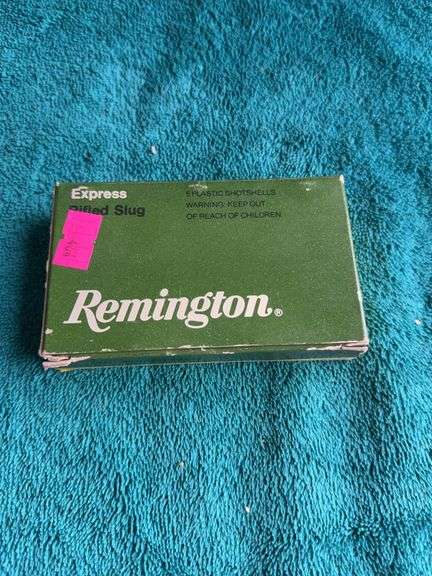 Express
Rifled Slug
5 PLASTIC SHOTSHELLS
WARNING: KEEP OUT
OF REACH OF CHILDREN
Remington®